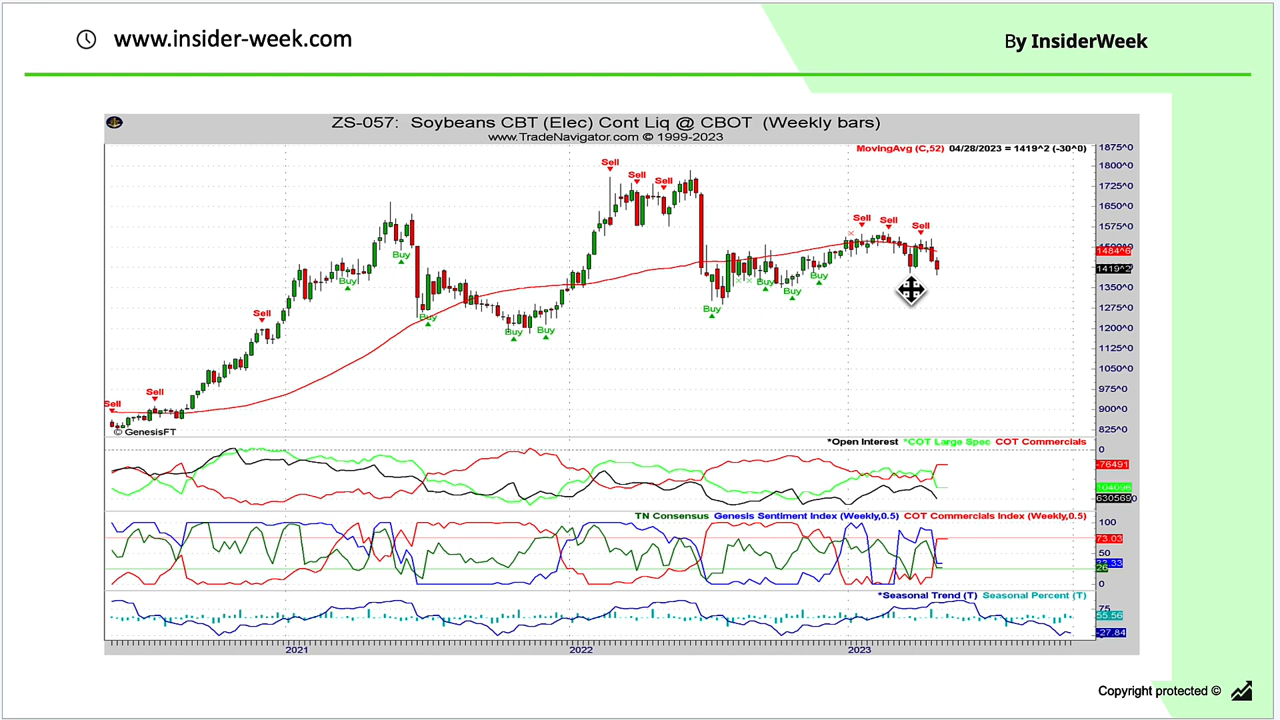 www.insider-week.com
By InsiderWeek
ZS-057: Soybeans CBT (Elec) Cont Liq @ CBOT (Weekly bars)
www.TradeNavigator.com © 1999-2023
MovingAvg (C,52) 04/28/2023 = 1419^2 (-30^0)
1875^0
Sell
1800^0
Sell
Sell
1725^0
1650^0
Sell
Sell
Sell
1575^0
Buy
1484^6
1419^2
Buy
Buy
Buy
Buy
1350^0
Sell
Buy
1275^0
Buy
Buy
Buy
1200^0
1125^0
1050^0
975^0
Sell
Sell
900^0
825^0
© GenesisFT
*Open Interest *COT Large Spec COT Commercials
0
-76491
630569
TN Consensus Genesis Sentiment Index (Weekly,0.5) COT Commercials Index (Weekly,0.5)
100
73.03
50
0
*Seasonal Trend (T) Seasonal Percent (T)
75
-27.84
2021
2022
2023
Copyright protected ©